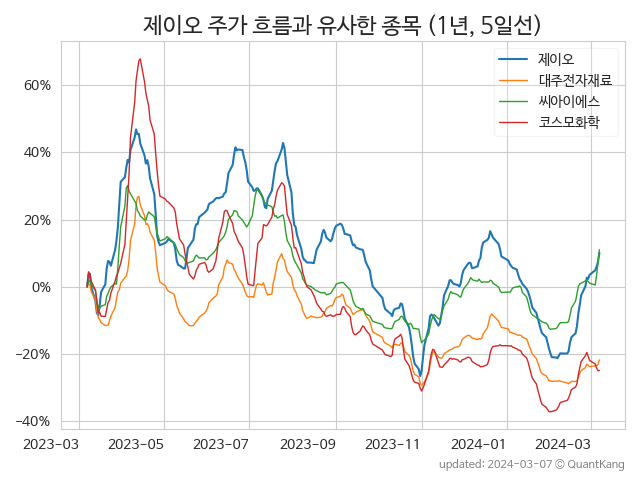 제이오 주가 흐름과 유사한 종목 (1년, 5일선)
제이오
대주전자재료
씨아이에스
코스모화학
60%
40%
20%
0%
−20%
−40%
2023-03 2023-05 2023-07 2023-09 2023-11 2024-01 2024-03
updated: 2024-03-07 © QuantKang